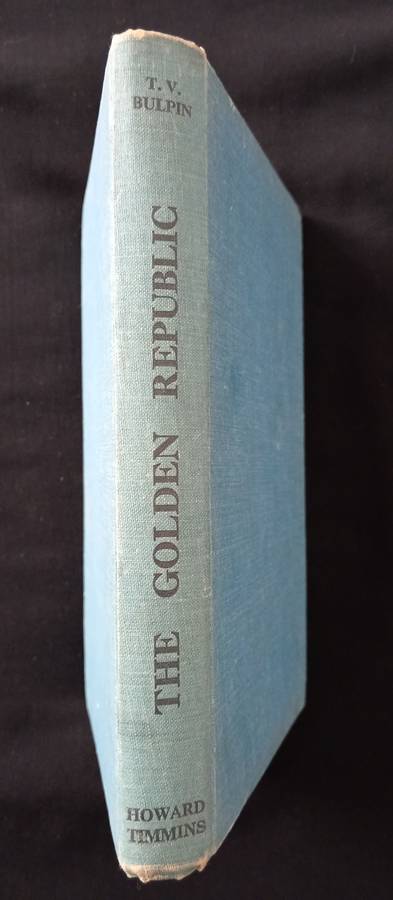 T. V.
BULPIN
THE GOLDEN REPUBLIC
HOWARD
TIMMINS